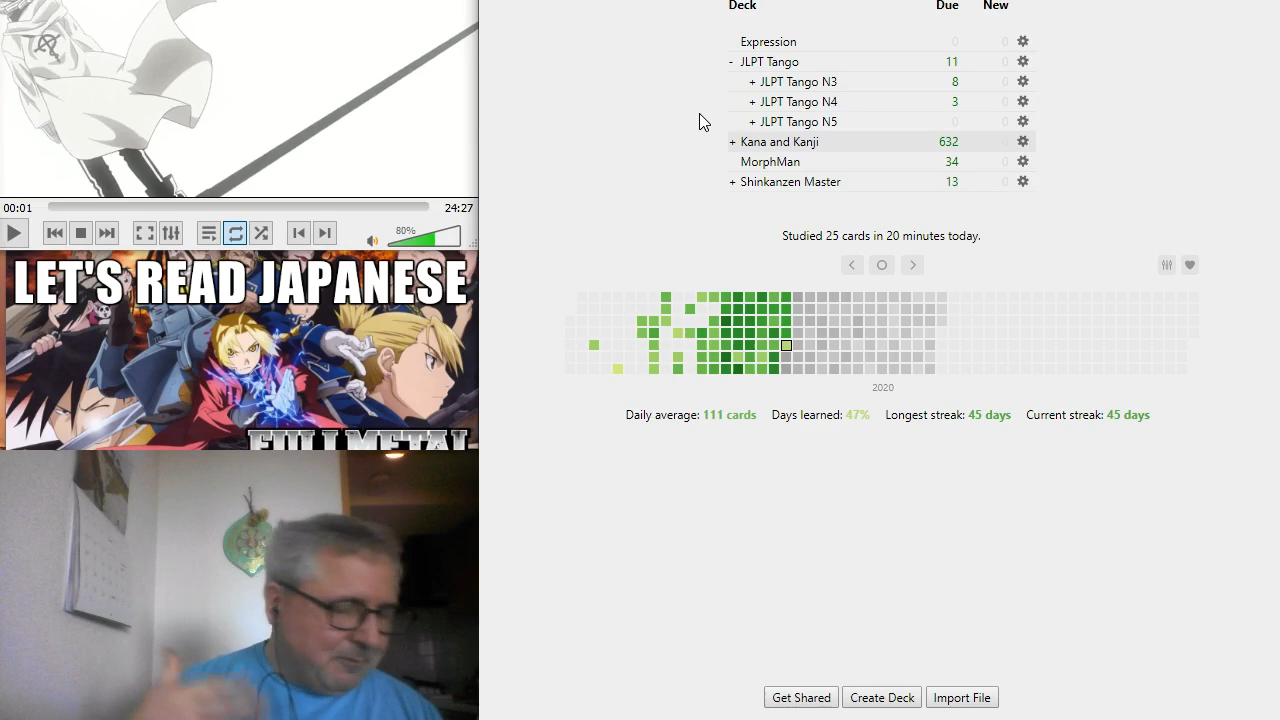 00:01 24:27
80%
LET'S READ JAPANESE
FULLMETAL
Deck Due New
Expression 0 0
- JLPT Tango 11 0
+ JLPT Tango N3 8 0
+ JLPT Tango N4 3 0
+ JLPT Tango N5 0 0
+ Kana and Kanji 632 0
MorphMan 34 0
+ Shinkanzen Master 13 0
Studied 25 cards in 20 minutes today.
2020
Daily average: 111 cards Days learned: 47% Longest streak: 45 days Current streak: 45 days
Get Shared Create Deck Import File